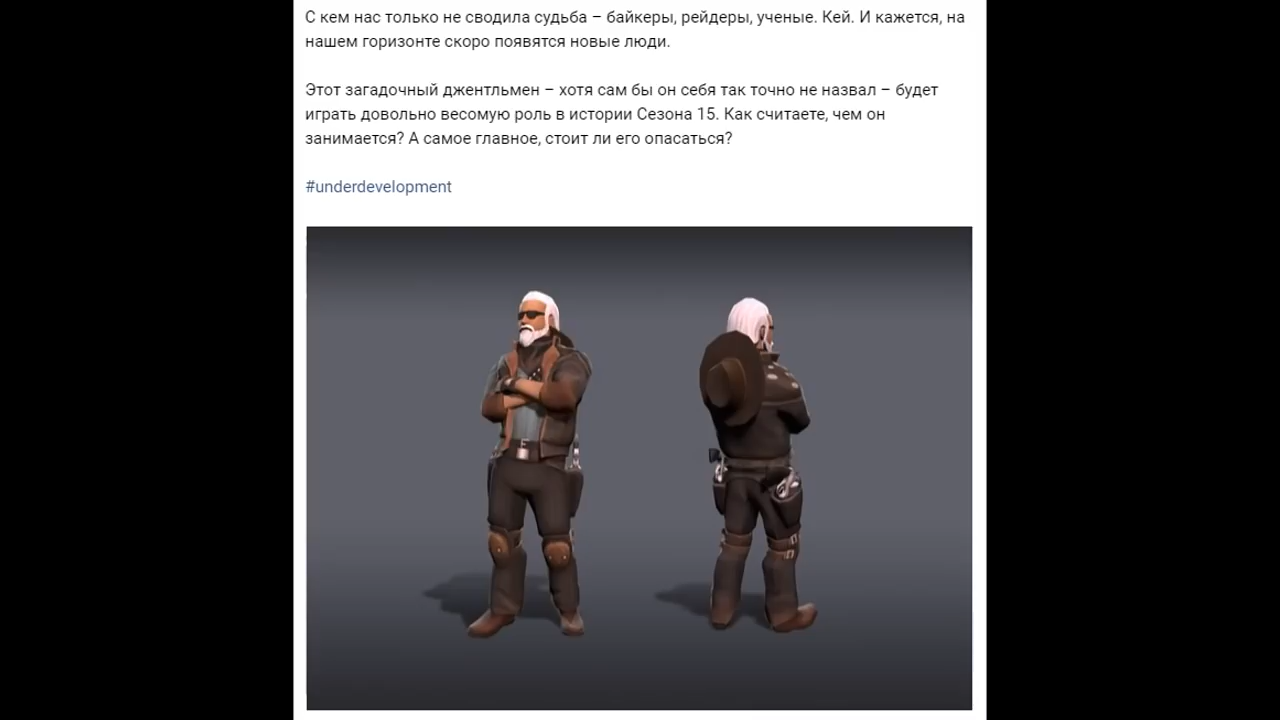 С кем нас только не сводила судьба – байкеры, рейдеры, ученые. Кей. И кажется, на
нашем горизонте скоро появятся новые люди.
Этот загадочный джентльмен – хотя сам бы он себя так точно не назвал – будет
играть довольно весомую роль в истории Сезона 15. Как считаете, чем он
занимается? А самое главное, стоит ли его опасаться?
#underdevelopment